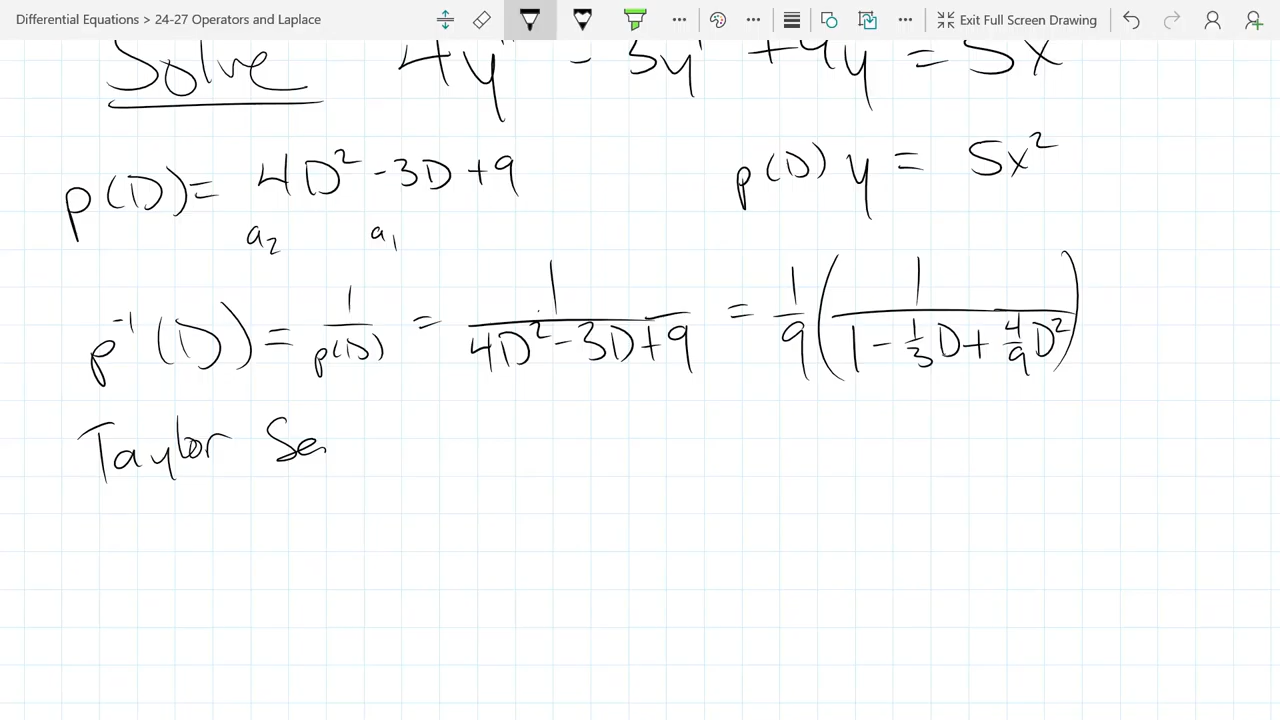 Differential Equations > 24-27 Operators and Laplace
Exit Full Screen Drawing
Solve 4y'' - 3y' + 9y = 5x
p(D) = 4D² - 3D + 9
p(D) y = 5x²
a₂ a₁
p⁻¹(D) = 1/p(D) = 1/(4D² - 3D + 9) = 1/9 (1/(1 - 1/3 D + 4/9 D²))
Taylor Se